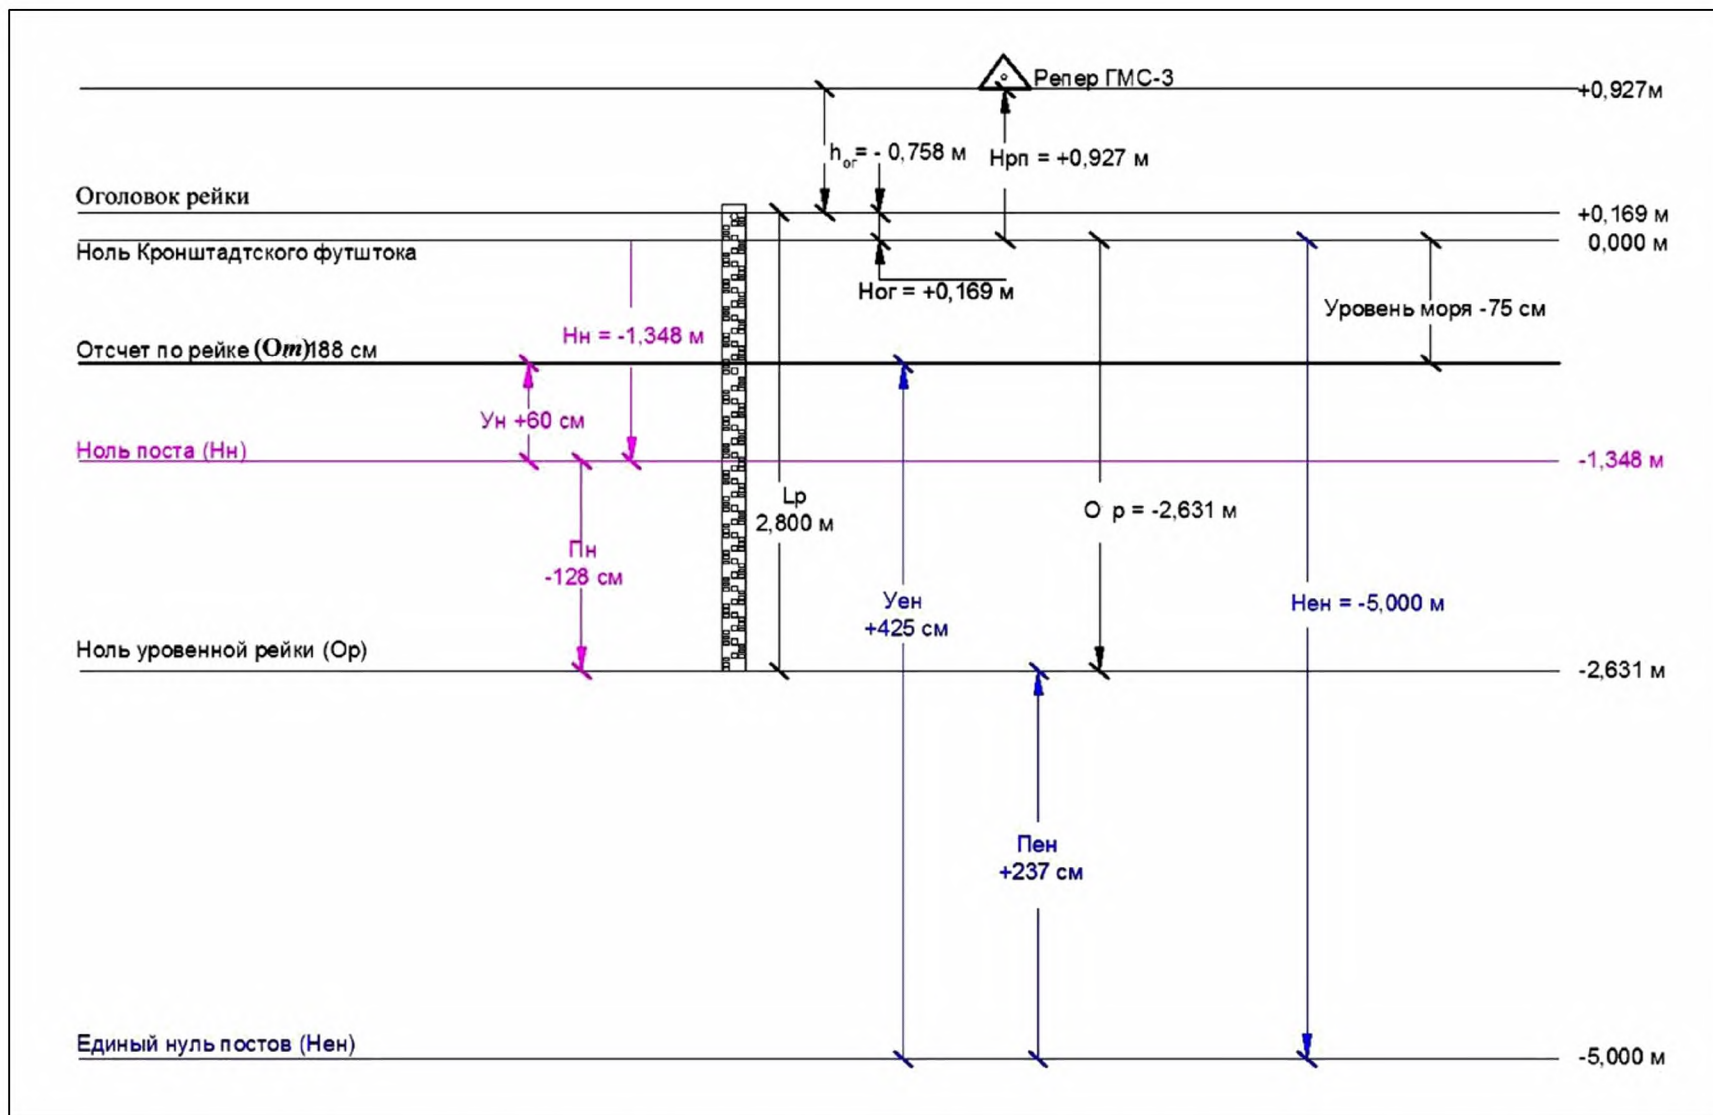 Репер ГМС-3
+0,927м
hог= - 0,758 м
Нрп = +0,927 м
Оголовок рейки
+0,169 м
0,000 м
Ноль Кронштадтского футштока
Ног = +0,169 м
Уровень моря -75 см
Нн = -1,348 м
Отсчет по рейке (От)188 см
Ун +60 см
Ноль поста (Нн)
-1,348 м
Lр
2,800 м
О р = -2,631 м
Пн
-128 см
Уен
+425 см
Нен = -5,000 м
Ноль уровенной рейки (Ор)
-2,631 м
Пен
+237 см
Единый нуль постов (Нен)
-5,000 м